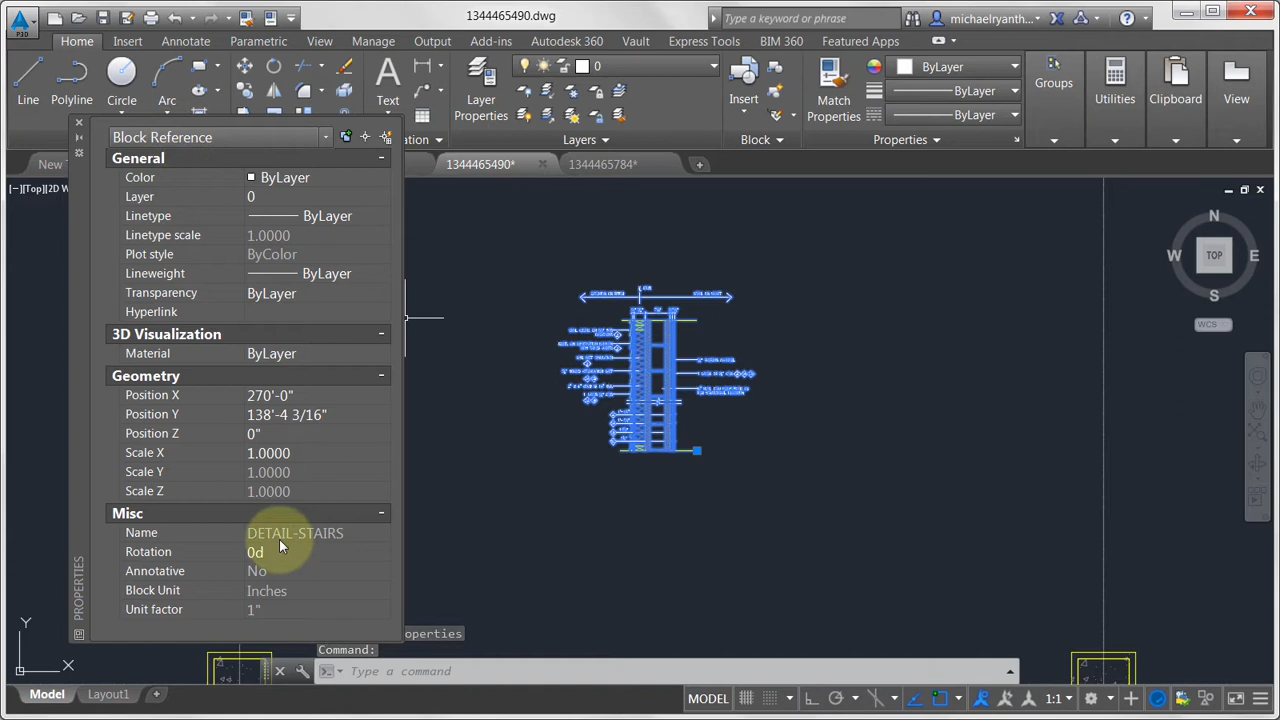 1344465490.dwg
Type a keyword or phrase
michaelryanth...
P3D
Home Insert Annotate Parametric View Manage Output Add-ins Autodesk 360 Vault Express Tools BIM 360 Featured Apps
Line Polyline Circle Arc Text Layer Properties 0 Insert Match Properties ByLayer ByLayer ByLayer Groups Utilities Clipboard View
Layers Block Properties
New 1344465490* 1344465784*
[−][Top][2D W
Block Reference
General
Color ByLayer
Layer 0
Linetype ByLayer
Linetype scale 1.0000
Plot style ByColor
Lineweight ByLayer
Transparency ByLayer
Hyperlink
3D Visualization
Material ByLayer
Geometry
Position X 270'-0"
Position Y 138'-4 3/16"
Position Z 0"
Scale X 1.0000
Scale Y 1.0000
Scale Z 1.0000
Misc
Name DETAIL-STAIRS
Rotation 0d
Annotative No
Block Unit Inches
Unit factor 1"
PROPERTIES
N
W TOP E
S
WCS
operties
Command:
Type a command
Y
X
Model Layout1 MODEL 1:1